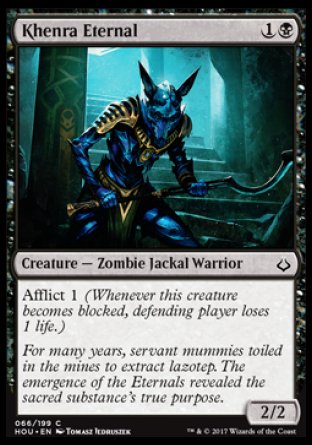 Khenra Eternal 1
Creature — Zombie Jackal Warrior
Afflict 1 (Whenever this creature
becomes blocked, defending player loses
1 life.)
For many years, servant mummies toiled
in the mines to extract lazotep. The
emergence of the Eternals revealed the
sacred substance's true purpose.
2/2
066/199 C
HOU • EN Tomasz Jedruszek
™ & © 2017 Wizards of the Coast